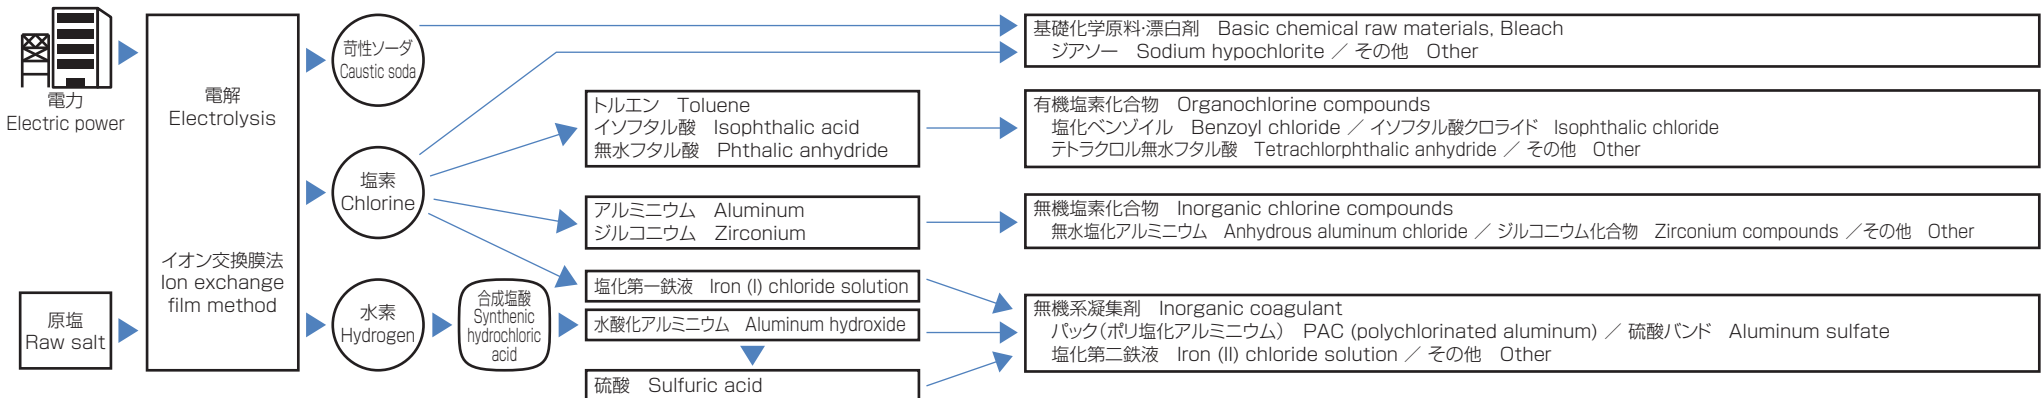 電力
Electric power
原塩
Raw salt
電解
Electrolysis
イオン交換膜法
Ion exchange
film method
苛性ソーダ
Caustic soda
塩素
Chlorine
水素
Hydrogen
合成塩酸
Synthenic
hydrochloric
acid
トルエン Toluene
イソフタル酸 Isophthalic acid
無水フタル酸 Phthalic anhydride
アルミニウム Aluminum
ジルコニウム Zirconium
塩化第一鉄液 Iron (I) chloride solution
水酸化アルミニウム Aluminum hydroxide
硫酸 Sulfuric acid
基礎化学原料・漂白剤 Basic chemical raw materials, Bleach
ジアソー Sodium hypochlorite ／ その他 Other
有機塩素化合物 Organochlorine compounds
塩化ベンゾイル Benzoyl chloride ／ イソフタル酸クロライド Isophthalic chloride
テトラクロル無水フタル酸 Tetrachlorphthalic anhydride ／ その他 Other
無機塩素化合物 Inorganic chlorine compounds
無水塩化アルミニウム Anhydrous aluminum chloride ／ ジルコニウム化合物 Zirconium compounds ／その他 Other
無機系凝集剤 Inorganic coagulant
パック（ポリ塩化アルミニウム） PAC (polychlorinated aluminum) ／ 硫酸バンド Aluminum sulfate
塩化第二鉄液 Iron (II) chloride solution ／ その他 Other